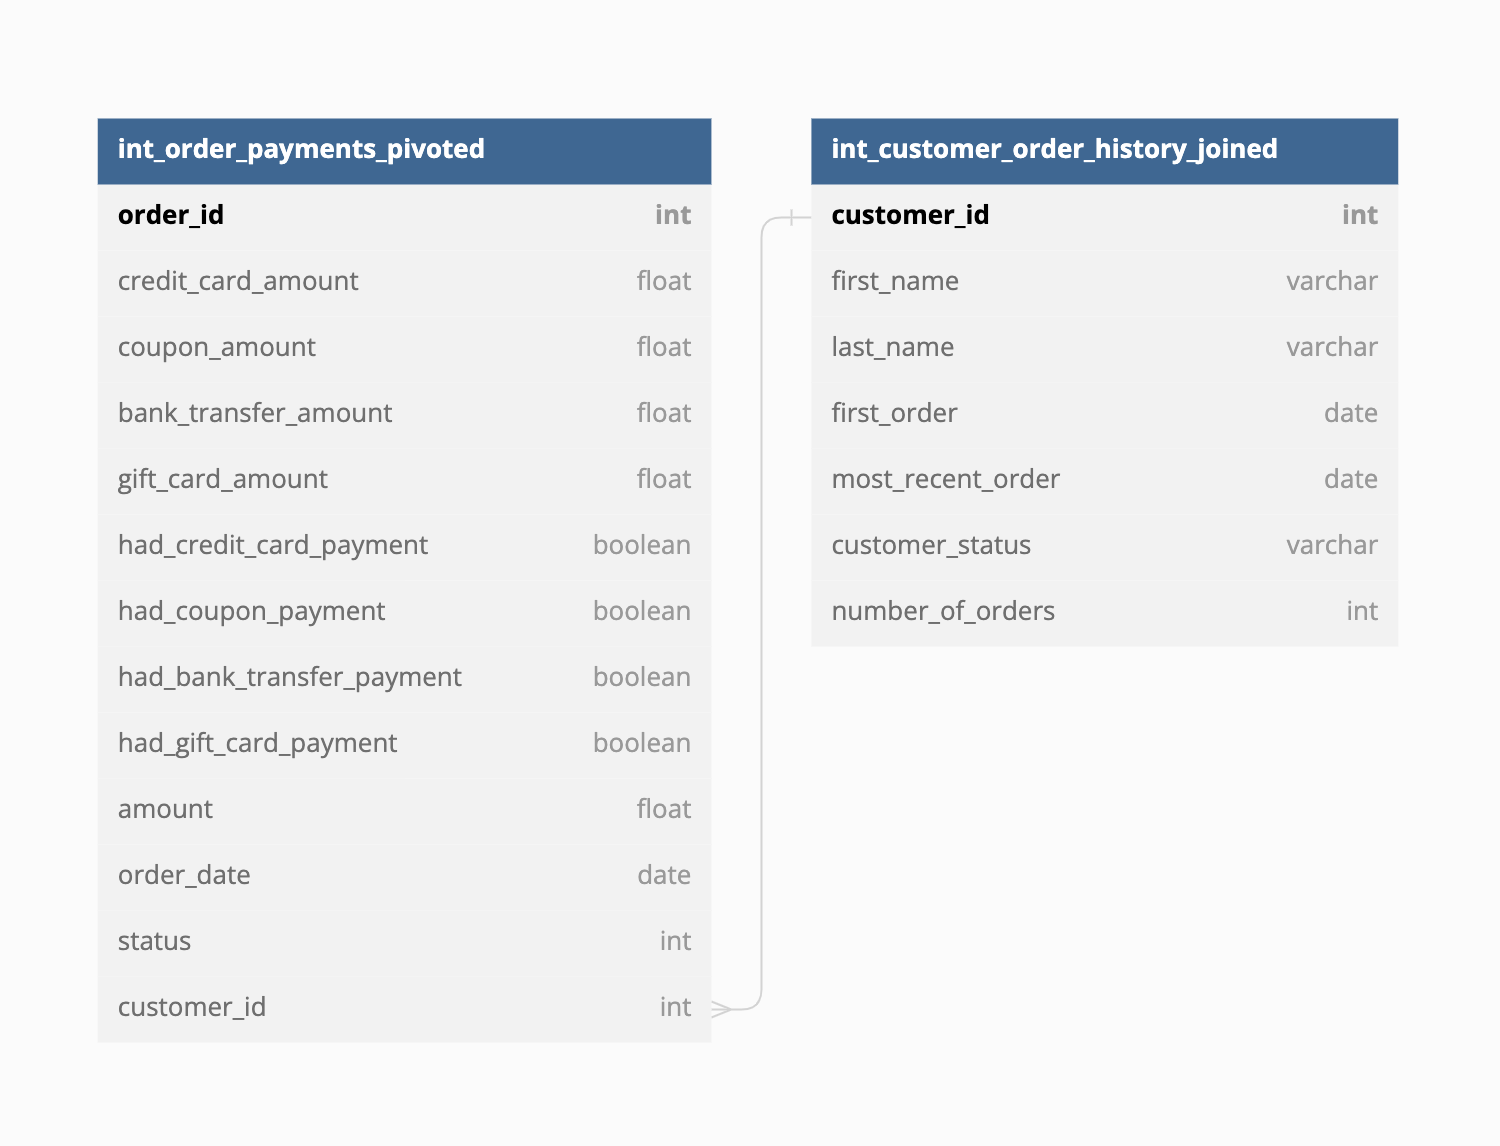 int_order_payments_pivoted
order_id int
credit_card_amount float
coupon_amount float
bank_transfer_amount float
gift_card_amount float
had_credit_card_payment boolean
had_coupon_payment boolean
had_bank_transfer_payment boolean
had_gift_card_payment boolean
amount float
order_date date
status int
customer_id int
int_customer_order_history_joined
customer_id int
first_name varchar
last_name varchar
first_order date
most_recent_order date
customer_status varchar
number_of_orders int